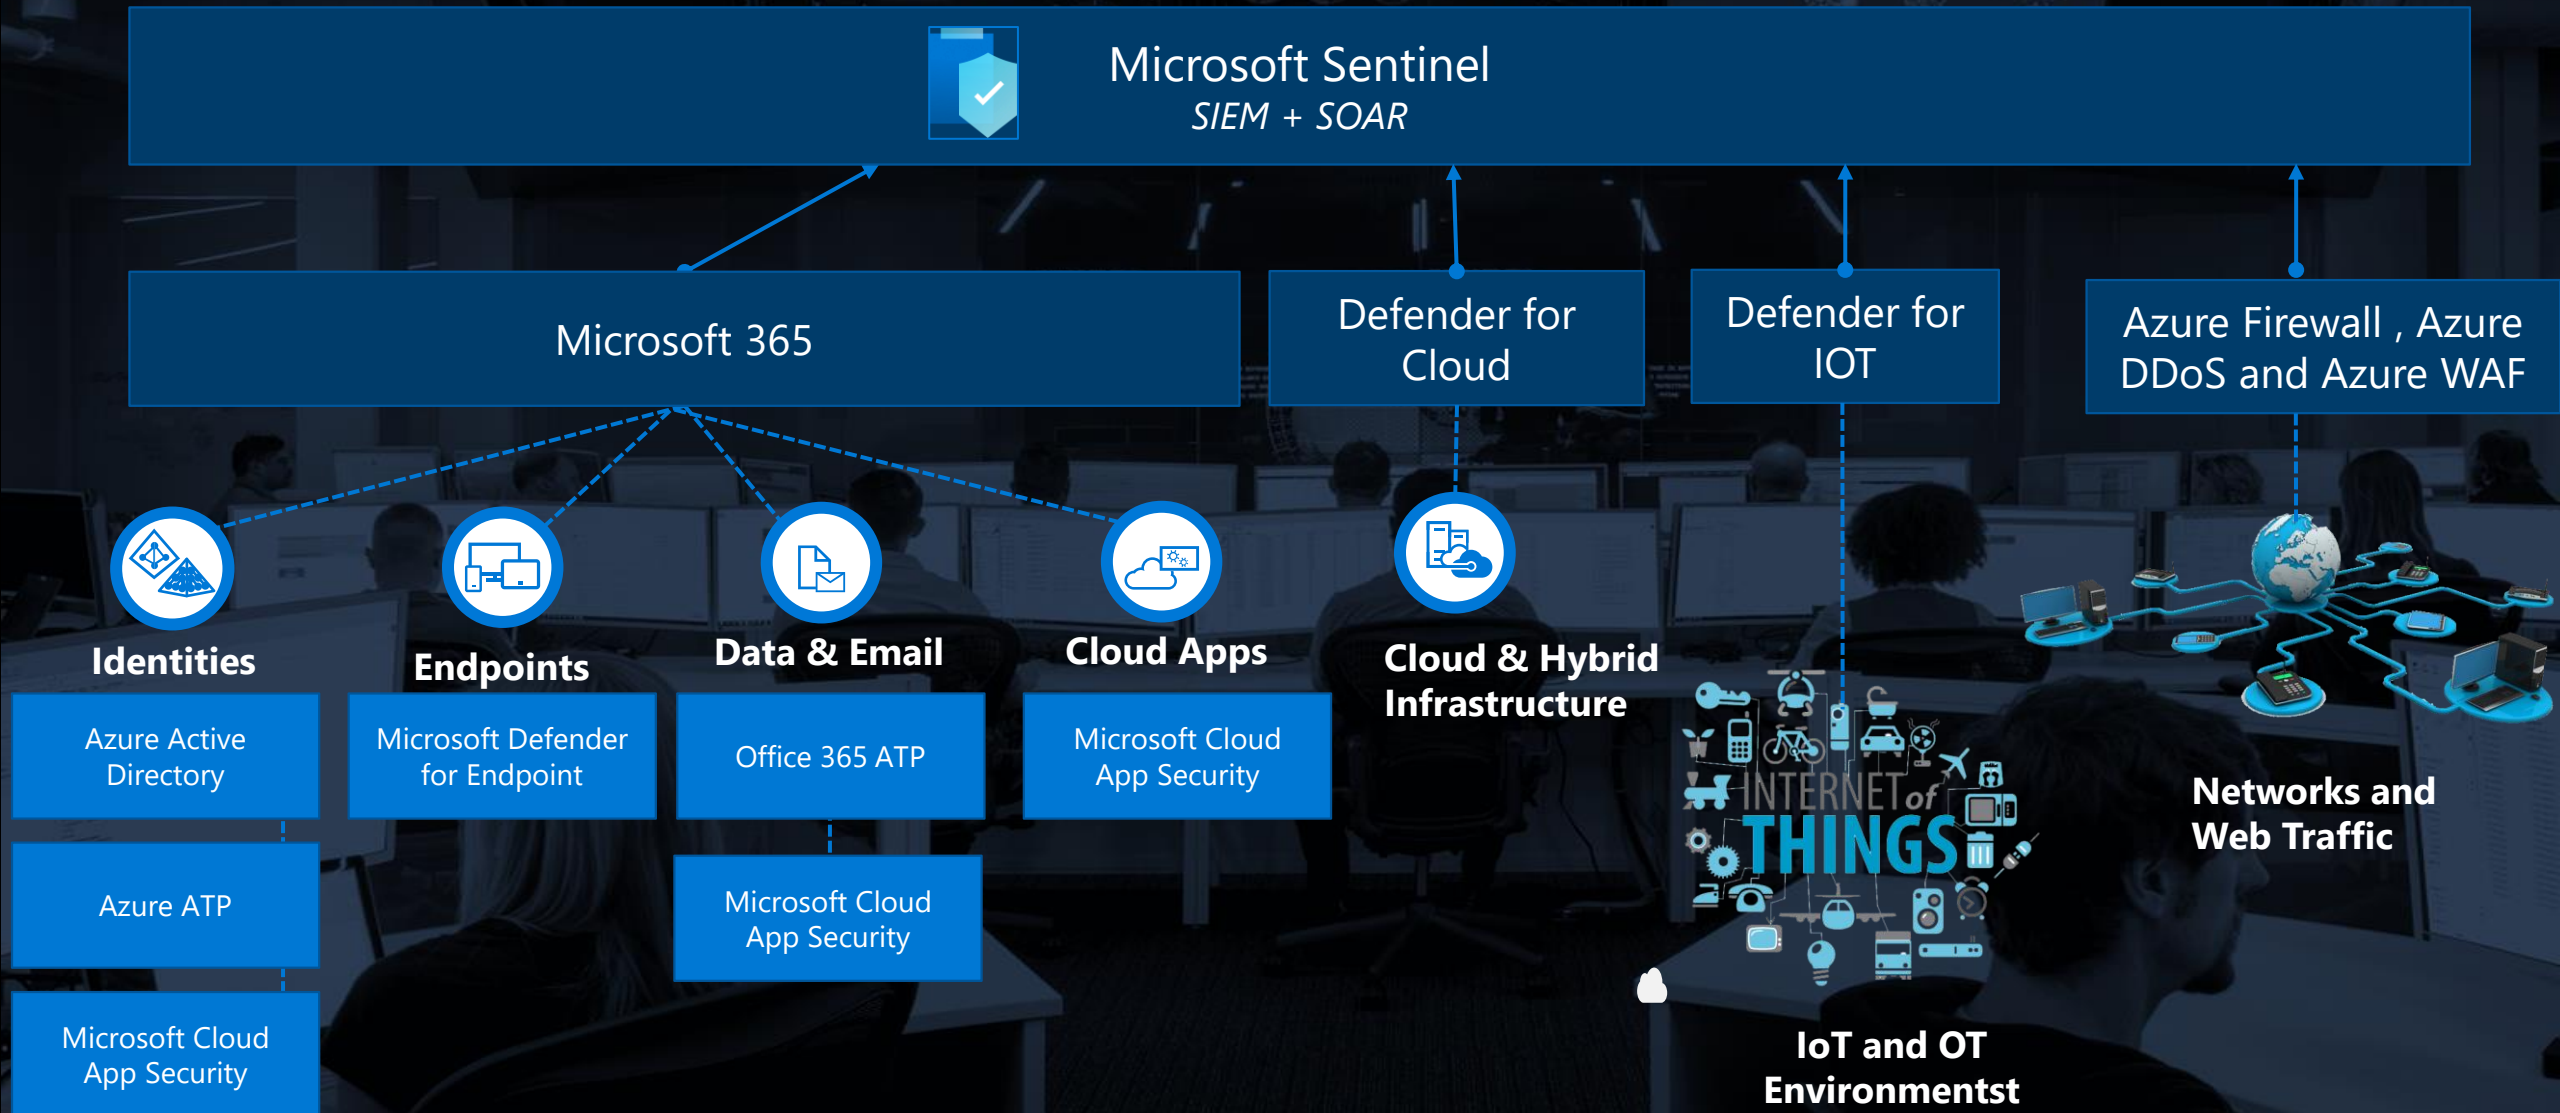 Microsoft Sentinel
SIEM + SOAR
Microsoft 365
Defender for
Cloud
Defender for
IOT
Azure Firewall , Azure
DDoS and Azure WAF
Identities
Endpoints
Data & Email
Cloud Apps
Cloud & Hybrid
Infrastructure
Azure Active
Directory
Azure ATP
Microsoft Cloud
App Security
Microsoft Defender
for Endpoint
Office 365 ATP
Microsoft Cloud
App Security
Microsoft Cloud
App Security
INTERNET of
THINGS
IoT and OT
Environmentst
Networks and
Web Traffic